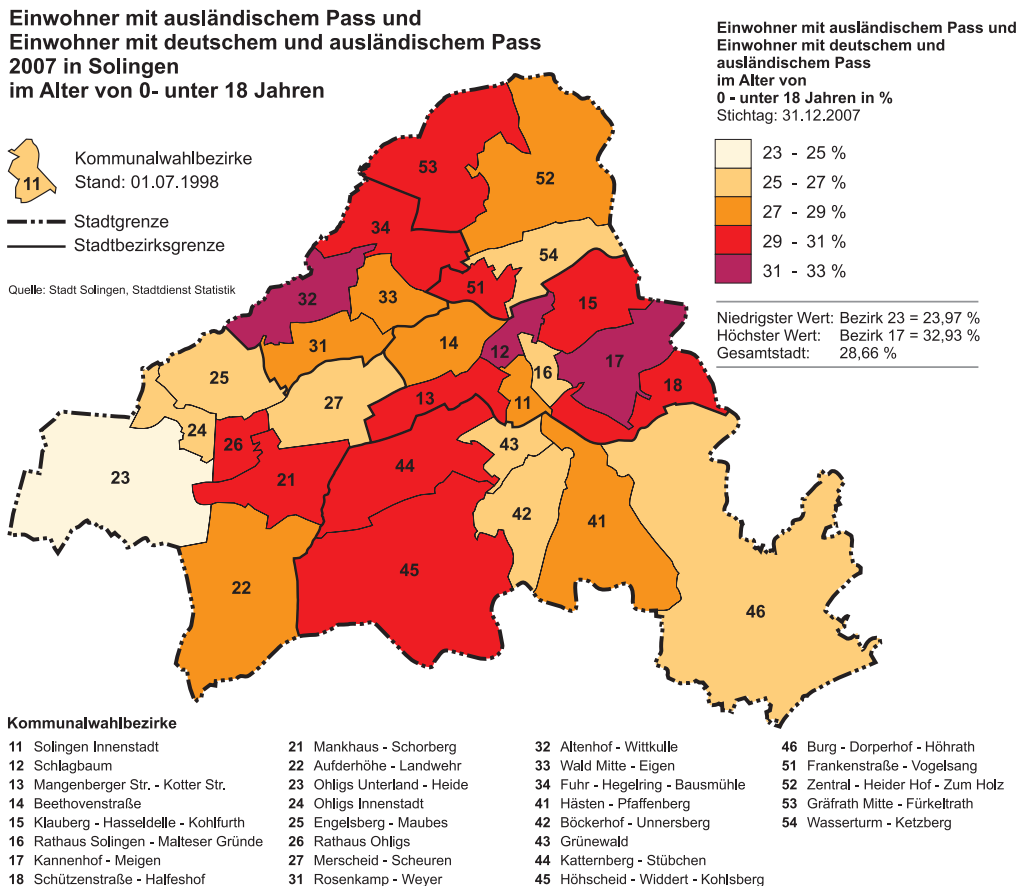 Einwohner mit ausländischem Pass und
Einwohner mit deutschem und ausländischem Pass
2007 in Solingen
im Alter von 0- unter 18 Jahren
11
Kommunalwahlbezirke
Stand: 01.07.1998
Stadtgrenze
Stadtbezirksgrenze
Quelle: Stadt Solingen, Stadtdienst Statistik
Einwohner mit ausländischem Pass und
Einwohner mit deutschem und
ausländischem Pass
im Alter von
0 - unter 18 Jahren in %
Stichtag: 31.12.2007
23 - 25 %
25 - 27 %
27 - 29 %
29 - 31 %
31 - 33 %
Niedrigster Wert: Bezirk 23 = 23,97 %
Höchster Wert: Bezirk 17 = 32,93 %
Gesamtstadt: 28,66 %
53
52
34
54
51
32
33
15
31
14
12
17
16
25
18
27
13
11
24
26
43
44
23
21
42
41
45
22
46
Kommunalwahlbezirke
11 Solingen Innenstadt
12 Schlagbaum
13 Mangenberger Str. - Kotter Str.
14 Beethovenstraße
15 Klauberg - Hasseldelle - Kohlfurth
16 Rathaus Solingen - Malteser Gründe
17 Kannenhof - Meigen
18 Schützenstraße - Halfeshof
21 Mankhaus - Schorberg
22 Aufderhöhe - Landwehr
23 Ohligs Unterland - Heide
24 Ohligs Innenstadt
25 Engelsberg - Maubes
26 Rathaus Ohligs
27 Merscheid - Scheuren
31 Rosenkamp - Weyer
32 Altenhof - Wittkulle
33 Wald Mitte - Eigen
34 Fuhr - Hegelring - Bausmühle
41 Hästen - Pfaffenberg
42 Böckerhof - Unnersberg
43 Grünewald
44 Katternberg - Stübchen
45 Höhscheid - Widdert - Kohlsberg
46 Burg - Dorperhof - Höhrath
51 Frankenstraße - Vogelsang
52 Zentral - Heider Hof - Zum Holz
53 Gräfrath Mitte - Fürkeltrath
54 Wasserturm - Ketzberg